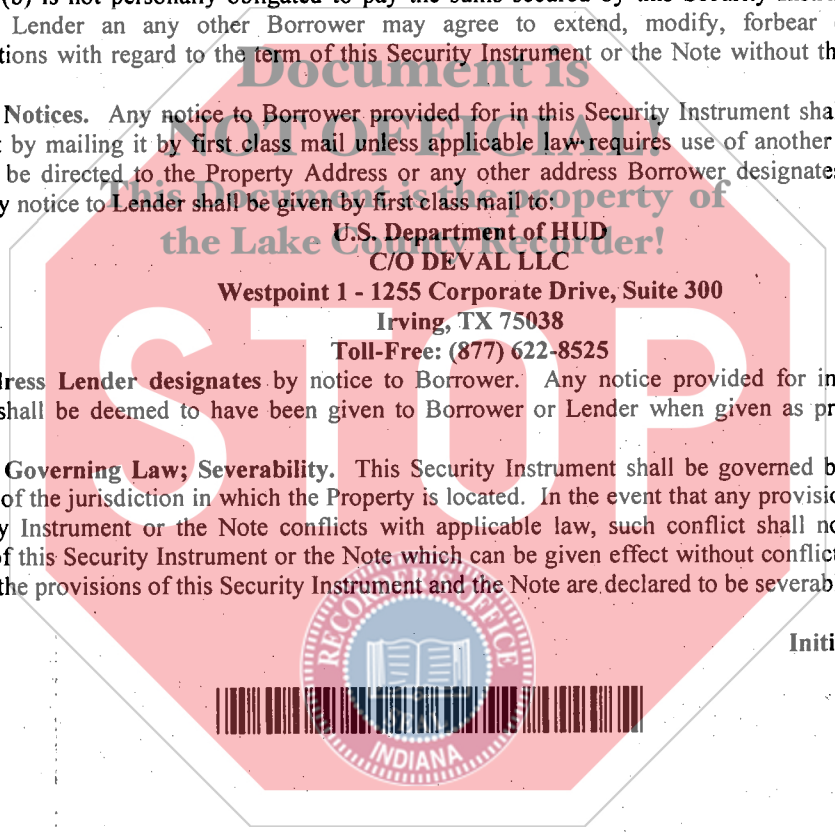 (b) is not personally obligated to pay the sums secured by this Security
Lender an any other Borrower may agree to extend, modify, forbear
tions with regard to the term of this Security Instrument or the Note without th
Document is
Notices. Any notice to Borrower provided for in this Security Instrument sha
NOT OFFICIAL!
by mailing it by first class mail unless applicable law requires use of another
be directed to the Property Address or any other address Borrower designate
This Document is the property of
y notice to Lender shall be given by first class mail to:
U.S. Department of HUD
the Lake County Recorder!
C/O DEVAL LLC
Westpoint 1 - 1255 Corporate Drive, Suite 300
Irving, TX 75038
Toll-Free: (877) 622-8525
STOP
ress Lender designates by notice to Borrower. Any notice provided for in
shall be deemed to have been given to Borrower or Lender when given as pr
Governing Law; Severability. This Security Instrument shall be governed b
of the jurisdiction in which the Property is located. In the event that any provisi
y Instrument or the Note conflicts with applicable law, such conflict shall no
f this Security Instrument or the Note which can be given effect without conflict
the provisions of this Security Instrument and the Note are declared to be severab
RECORDER'S OFFICE
Initi
INDIANA